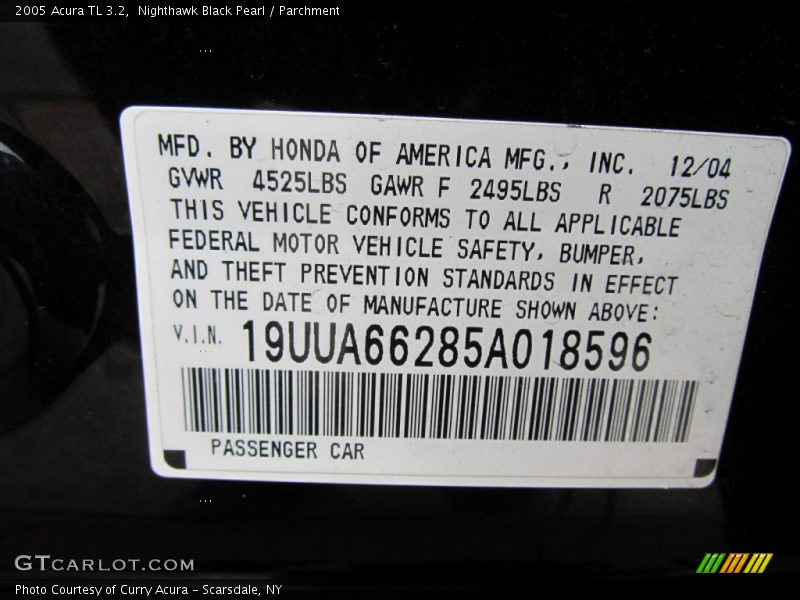 2005 Acura TL 3.2, Nighthawk Black Pearl / Parchment
MFD. BY HONDA OF AMERICA MFG., INC. 12/04
GVWR 4525LBS GAWR F 2495LBS R 2075LBS
THIS VEHICLE CONFORMS TO ALL APPLICABLE
FEDERAL MOTOR VEHICLE SAFETY, BUMPER,
AND THEFT PREVENTION STANDARDS IN EFFECT
ON THE DATE OF MANUFACTURE SHOWN ABOVE:
V.I.N. 19UUA66285A018596
PASSENGER CAR
GTCARLOT.COM
Photo Courtesy of Curry Acura - Scarsdale, NY